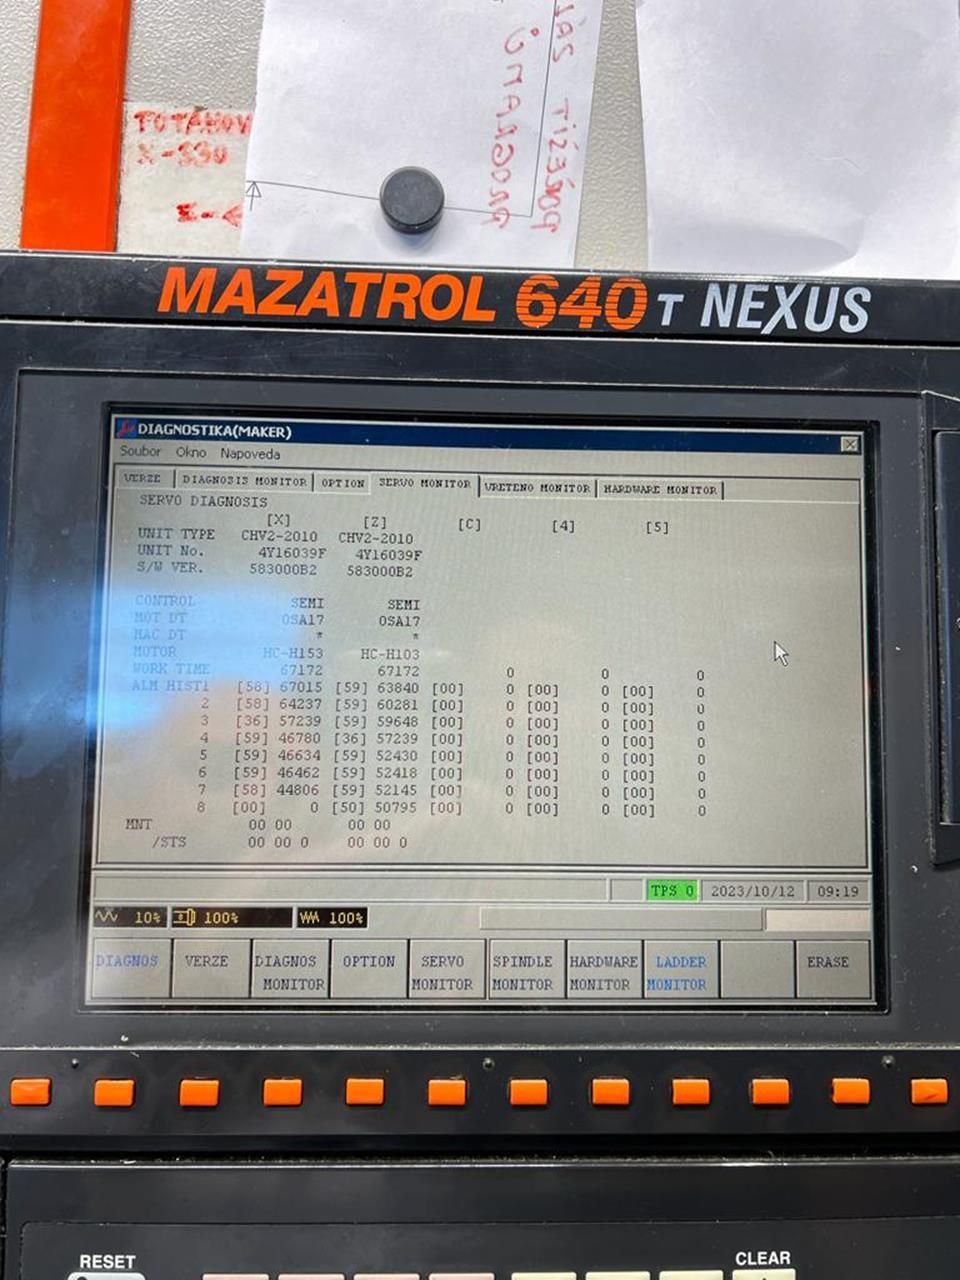 TOTÁHOV
X-330
MAZATROL 640 T NEXUS
DIAGNOSTIKA(MAKER)
Soubor Okno Napoveda
VERZE DIAGNOSIS MONITOR OPTION SERVO MONITOR VRETENO MONITOR HARDWARE MONITOR
SERVO DIAGNOSIS
[X] [Z] [C] [4] [5]
UNIT TYPE CHV2-2010 CHV2-2010
UNIT No. 4Y16039F 4Y16039F
S/W VER. 583000B2 583000B2
CONTROL SEMI SEMI
MOT DT OSA17 OSA17
MAC DT * *
MOTOR HC-H153 HC-H103
WORK TIME 67172 67172 0 0 0
ALM HIST1 [58] 67015 [59] 63840 [00] 0 [00] 0 [00] 0
2 [58] 64237 [59] 60281 [00] 0 [00] 0 [00] 0
3 [36] 57239 [59] 59648 [00] 0 [00] 0 [00] 0
4 [59] 46780 [36] 57239 [00] 0 [00] 0 [00] 0
5 [59] 46634 [59] 52430 [00] 0 [00] 0 [00] 0
6 [59] 46462 [59] 52418 [00] 0 [00] 0 [00] 0
7 [58] 44806 [59] 52145 [00] 0 [00] 0 [00] 0
8 [00] 0 [50] 50795 [00] 0 [00] 0 [00] 0
MNT 00 00 00 00
/STS 00 00 0 00 00 0
TPS 0 2023/10/12 09:19
10% 100% 100%
DIAGNOS VERZE DIAGNOS MONITOR OPTION SERVO MONITOR SPINDLE MONITOR HARDWARE MONITOR LADDER MONITOR ERASE
RESET CLEAR